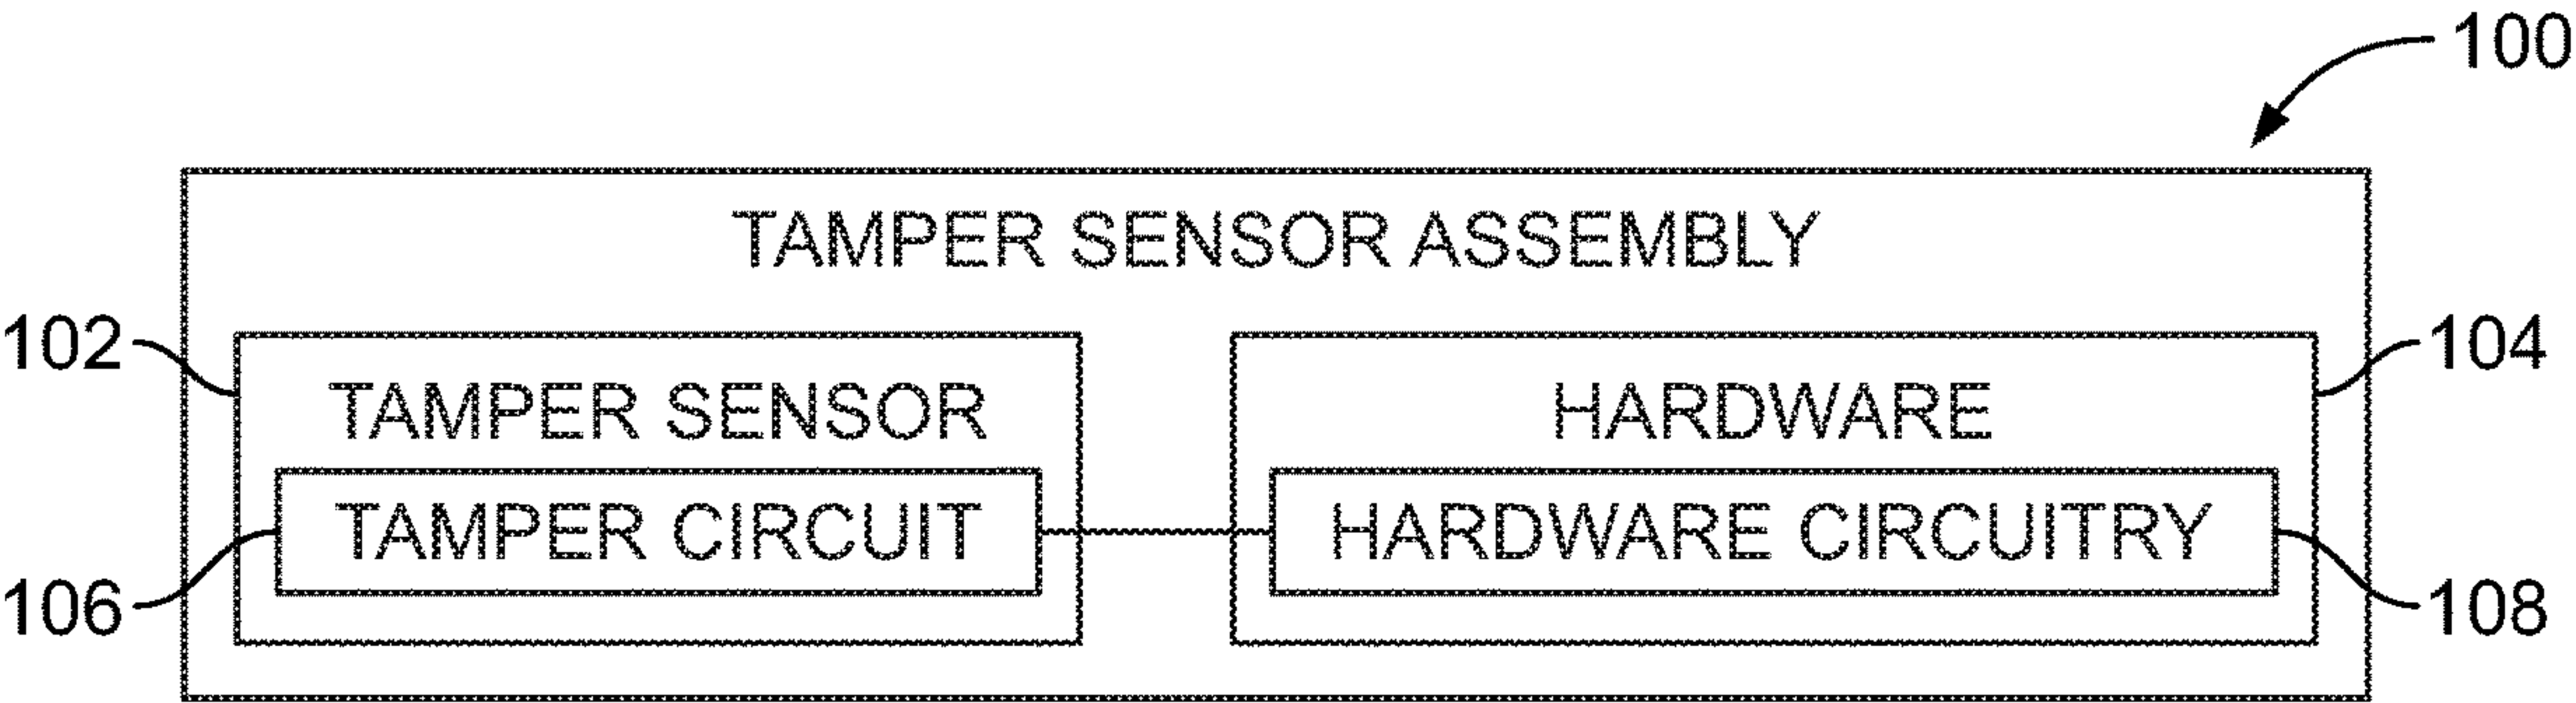 100
TAMPER SENSOR ASSEMBLY
102
104
TAMPER SENSOR
HARDWARE
TAMPER CIRCUIT
HARDWARE CIRCUITRY
106
108